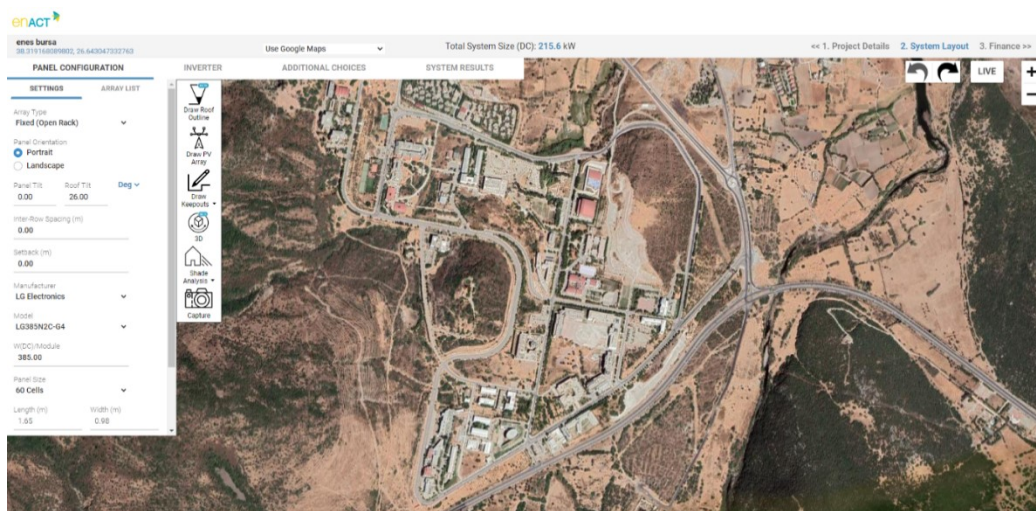 enACT
enes bursa
38.319168089802, 26.643047332763
Use Google Maps
Total System Size (DC): 215.6 kW
<< 1. Project Details 2. System Layout 3. Finance >>
PANEL CONFIGURATION INVERTER ADDITIONAL CHOICES SYSTEM RESULTS
SETTINGS ARRAY LIST
Array Type
Fixed (Open Rack)
Panel Orientation
Portrait
Landscape
Panel Tilt Roof Tilt Deg
0.00 26.00
Inter-Row Spacing (m)
0.00
Setback (m)
0.00
Manufacturer
LG Electronics
Model
LG385N2C-G4
W(DC)/Module
385.00
Panel Size
60 Cells
Length (m) Width (m)
1.65 0.98
Draw Roof
Outline
Draw PV
Array
Draw
Keepouts
3D
Shade
Analysis
Capture
LIVE
+
−